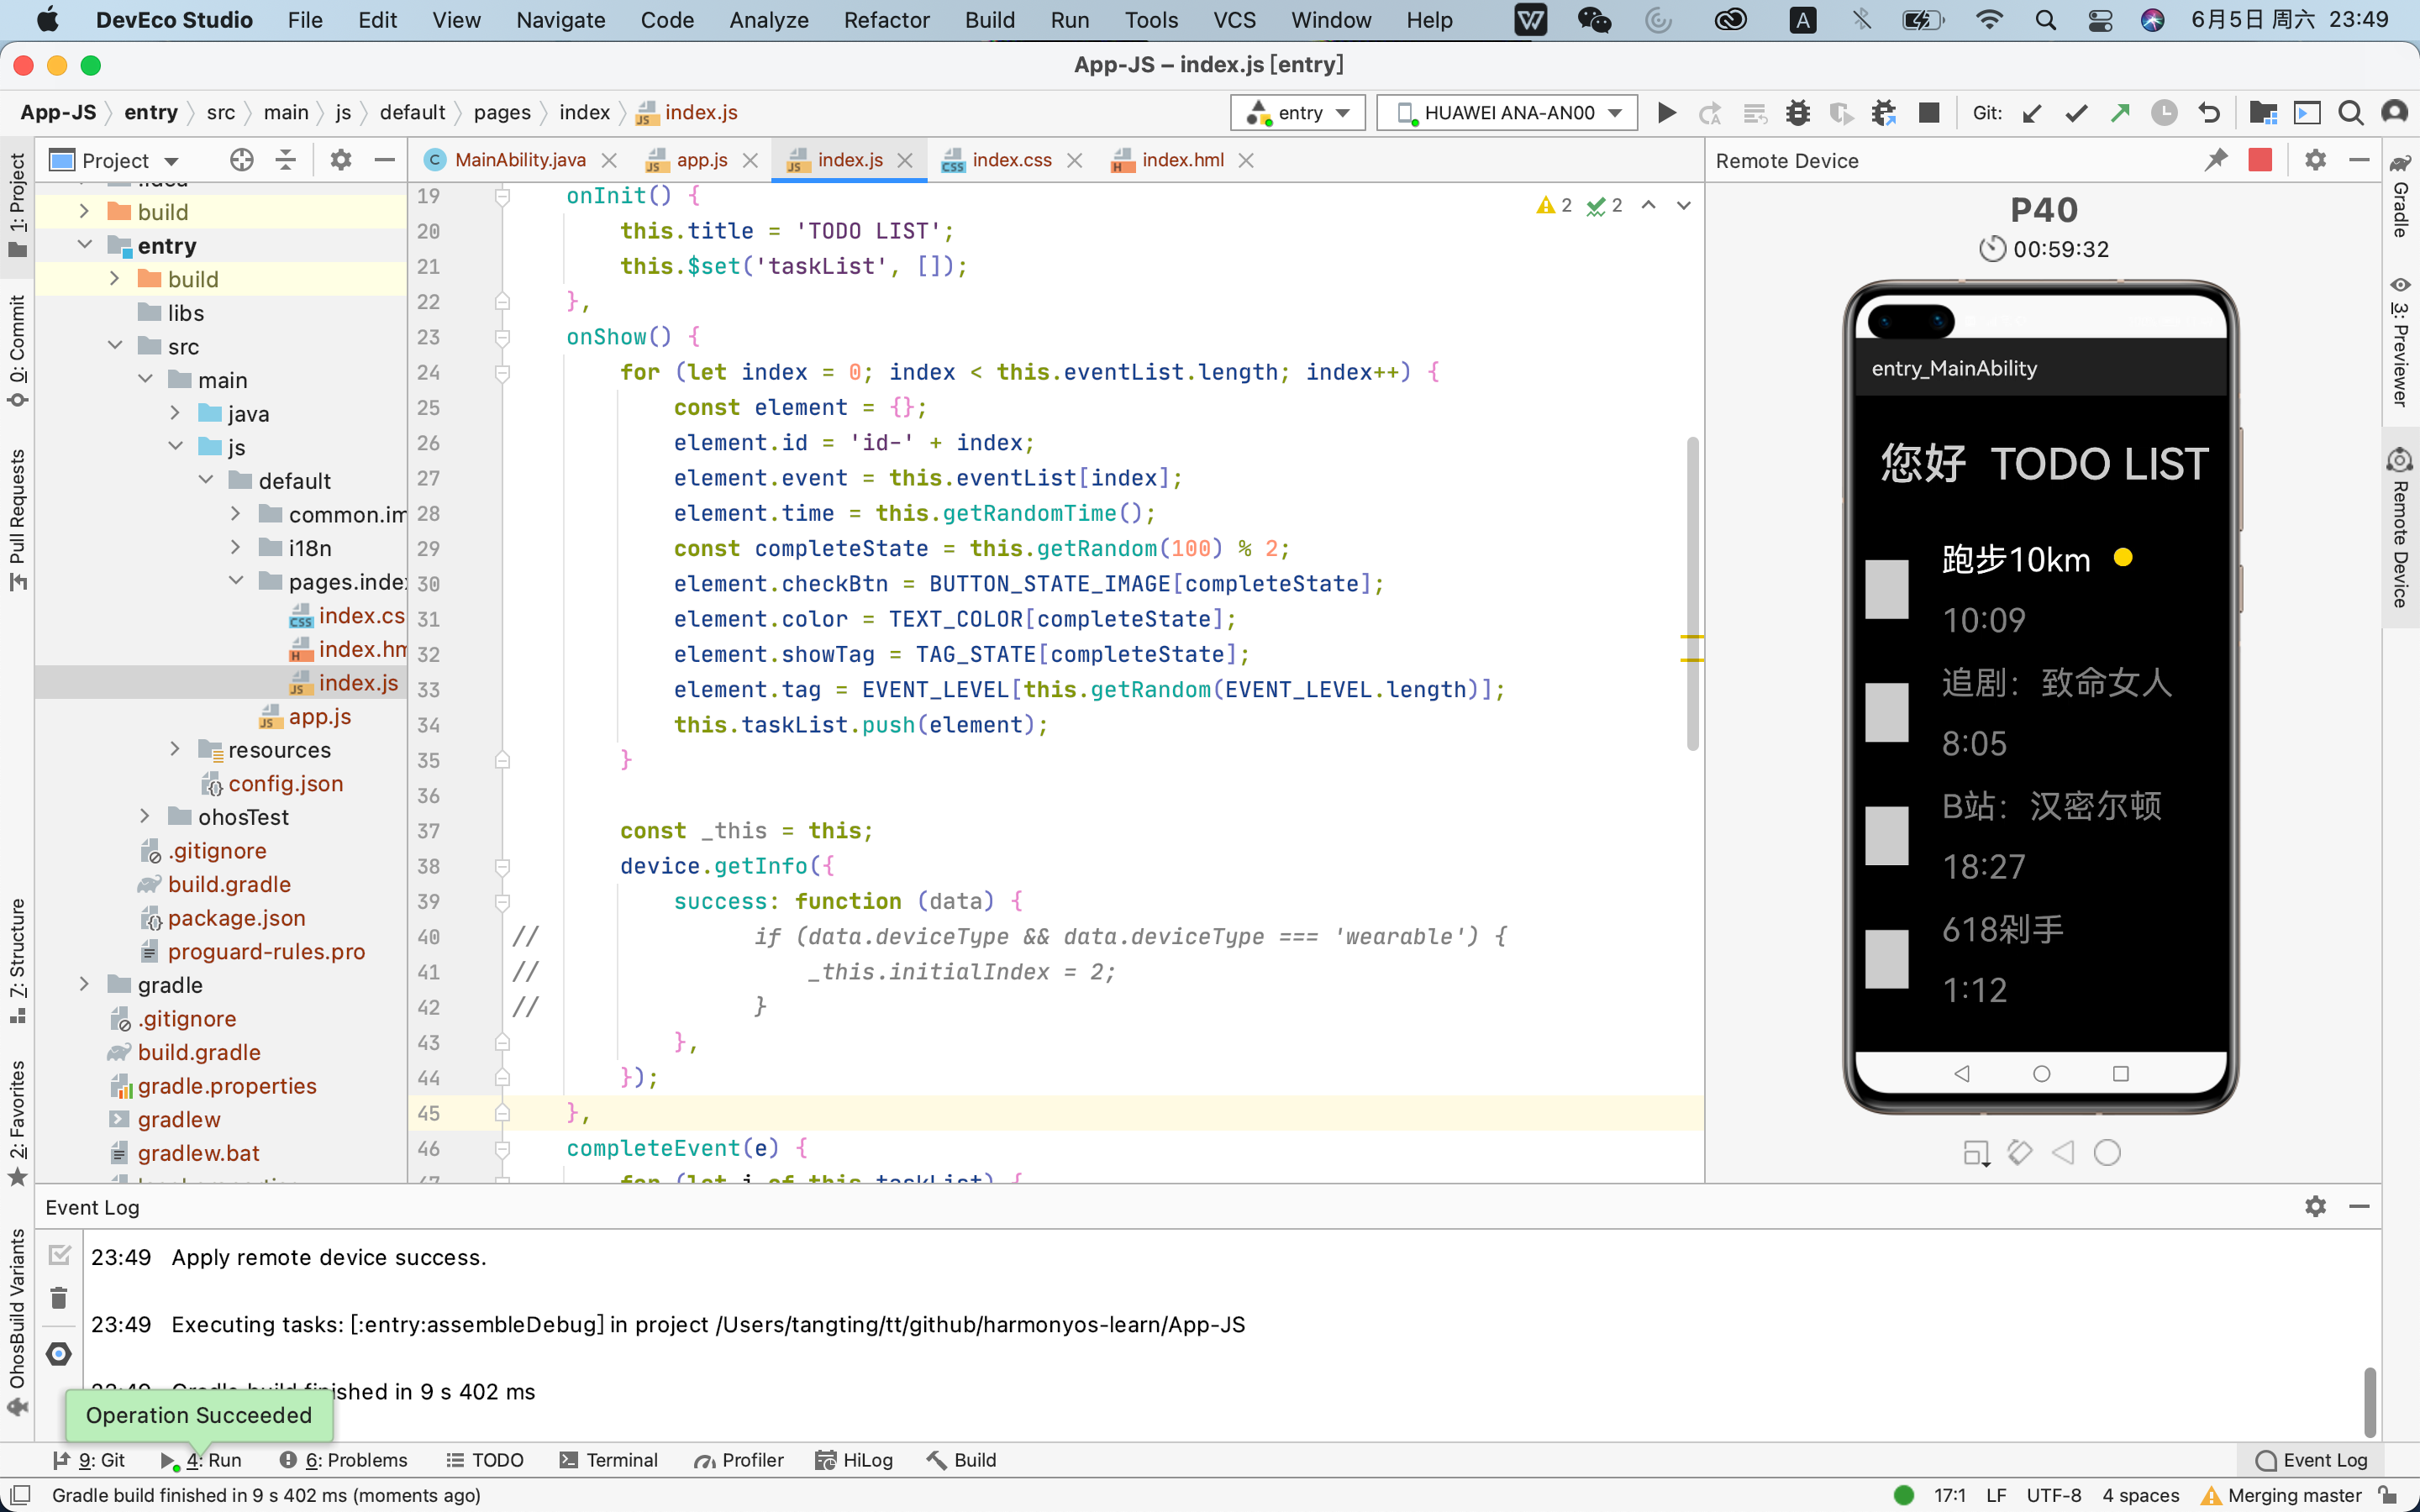 DevEco Studio File Edit View Navigate Code Analyze Refactor Build Run Tools VCS Window Help 6月5日 周六 23:49
App-JS – index.js [entry]
App-JS entry src main js default pages index index.js entry HUAWEI ANA-AN00 Git:
1: Project
0: Commit
Pull Requests
7: Structure
2: Favorites
OhosBuild Variants
Project
build
entry
build
libs
src
main
java
js
default
common.im
i18n
pages.index
index.cs
index.hm
index.js
app.js
resources
config.json
ohosTest
.gitignore
build.gradle
package.json
proguard-rules.pro
gradle
.gitignore
build.gradle
gradle.properties
gradlew
gradlew.bat
MainAbility.java app.js index.js index.css index.hml
2 2
19 onInit() {
20 this.title = 'TODO LIST';
21 this.$set('taskList', []);
22 },
23 onShow() {
24 for (let index = 0; index < this.eventList.length; index++) {
25 const element = {};
26 element.id = 'id-' + index;
27 element.event = this.eventList[index];
28 element.time = this.getRandomTime();
29 const completeState = this.getRandom(100) % 2;
30 element.checkBtn = BUTTON_STATE_IMAGE[completeState];
31 element.color = TEXT_COLOR[completeState];
32 element.showTag = TAG_STATE[completeState];
33 element.tag = EVENT_LEVEL[this.getRandom(EVENT_LEVEL.length)];
34 this.taskList.push(element);
35 }
36
37 const _this = this;
38 device.getInfo({
39 success: function (data) {
40 // if (data.deviceType && data.deviceType === 'wearable') {
41 // _this.initialIndex = 2;
42 // }
43 },
44 });
45 },
46 completeEvent(e) {
47 for (let i of this.taskList) {
Remote Device
P40
00:59:32
entry_MainAbility
您好 TODO LIST
跑步10km
10:09
追剧：致命女人
8:05
B站：汉密尔顿
18:27
618剁手
1:12
Gradle
3: Previewer
Remote Device
Event Log
23:49 Apply remote device success.
23:49 Executing tasks: [:entry:assembleDebug] in project /Users/tangting/tt/github/harmonyos-learn/App-JS
23:49 Gradle build finished in 9 s 402 ms
Operation Succeeded
9: Git 4: Run 6: Problems TODO Terminal Profiler HiLog Build Event Log
Gradle build finished in 9 s 402 ms (moments ago) 17:1 LF UTF-8 4 spaces Merging master